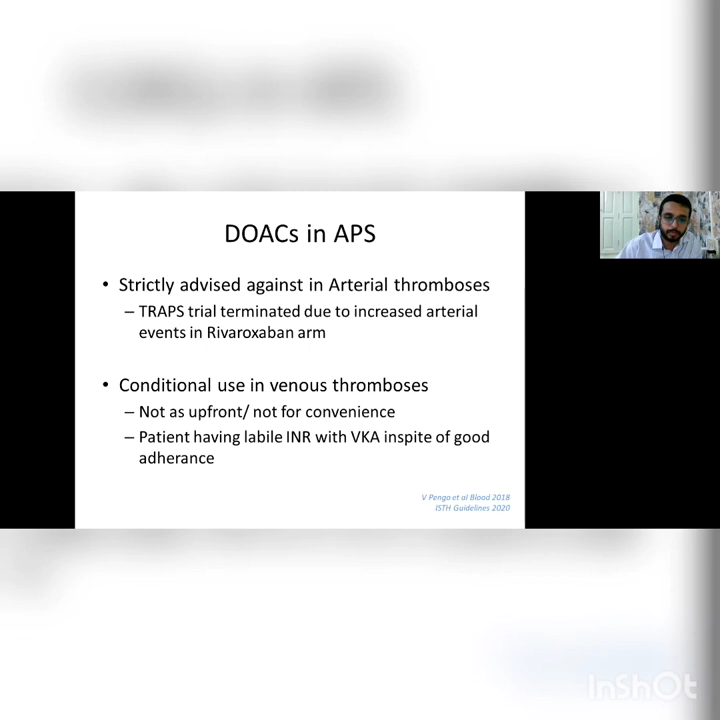 DOACs in APS
• Strictly advised against in Arterial thromboses
– TRAPS trial terminated due to increased arterial
events in Rivaroxaban arm
• Conditional use in venous thromboses
– Not as upfront/ not for convenience
– Patient having labile INR with VKA inspite of good
adherance
V Pengo et al Blood 2018
ISTH Guidelines 2020
InShOt